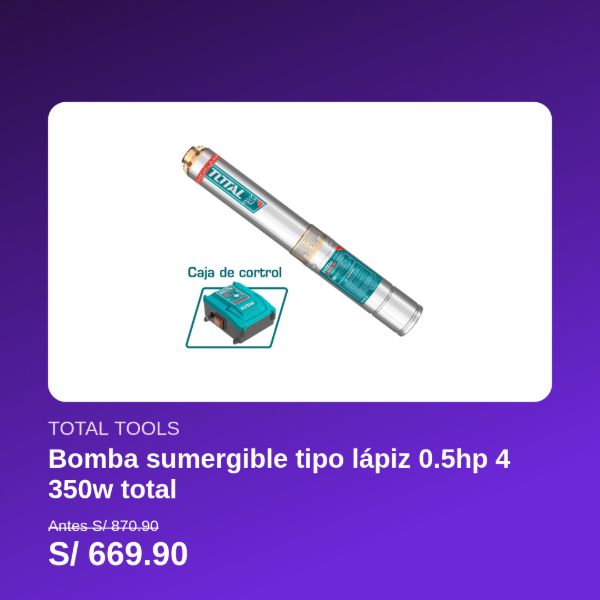 TOTAL
Caja de cortrol
TOTAL TOOLS
Bomba sumergible tipo lápiz 0.5hp 4
350w total
Antes S/ 870.90
S/ 669.90